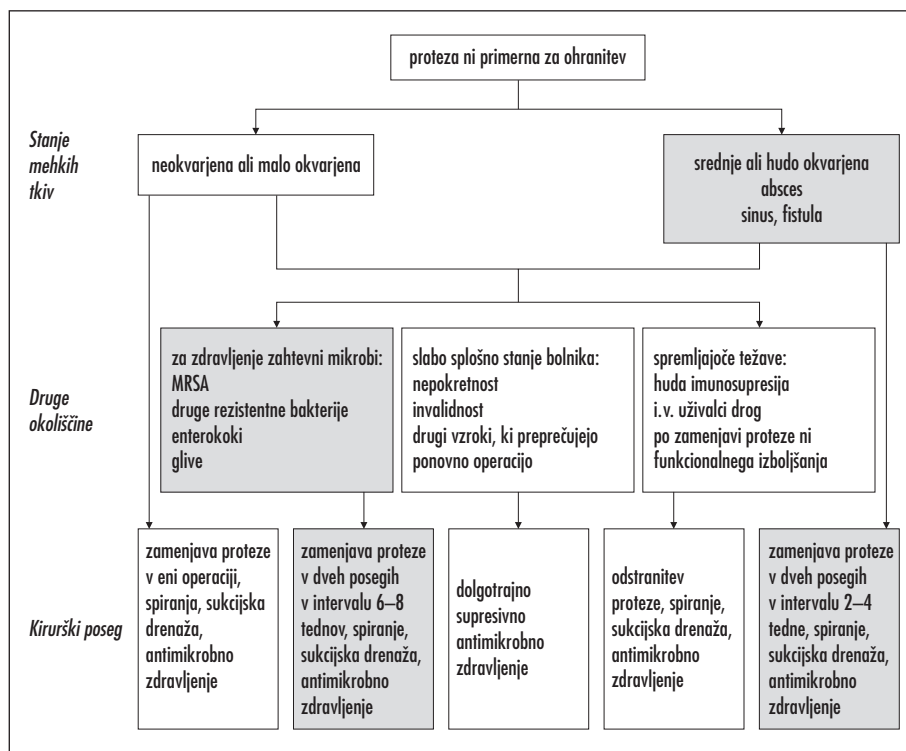 proteza ni primerna za ohranitev
Stanje
mehkih
tkiv
neokvarjena ali malo okvarjena
srednje ali hudo okvarjena
absces
sinus, fistula
Druge
okoliščine
za zdravljenje zahtevni mikrobi:
MRSA
druge rezistentne bakterije
enterokoki
glive
slabo splošno stanje bolnika:
nepokretnost
invalidnost
drugi vzroki, ki preprečujejo
ponovno operacijo
spremljajoče težave:
huda imunosupresija
i.v. uživalci drog
po zamenjavi proteze ni
funkcionalnega izboljšanja
Kirurški poseg
zamenjava proteze
v eni operaciji,
spiranja, sukcijska
drenaža,
antimikrobno
zdravljenje
zamenjava proteze
v dveh posegih
v intervalu 6–8
tednov, spiranje,
sukcijska drenaža,
antimikrobno
zdravljenje
dolgotrajno
supresivno
antimikrobno
zdravljenje
odstranitev
proteze, spiranje,
sukcijska drenaža,
antimikrobno
zdravljenje
zamenjava proteze
v dveh posegih
v intervalu 2–4
tedne, spiranje,
sukcijska drenaža,
antimikrobno
zdravljenje